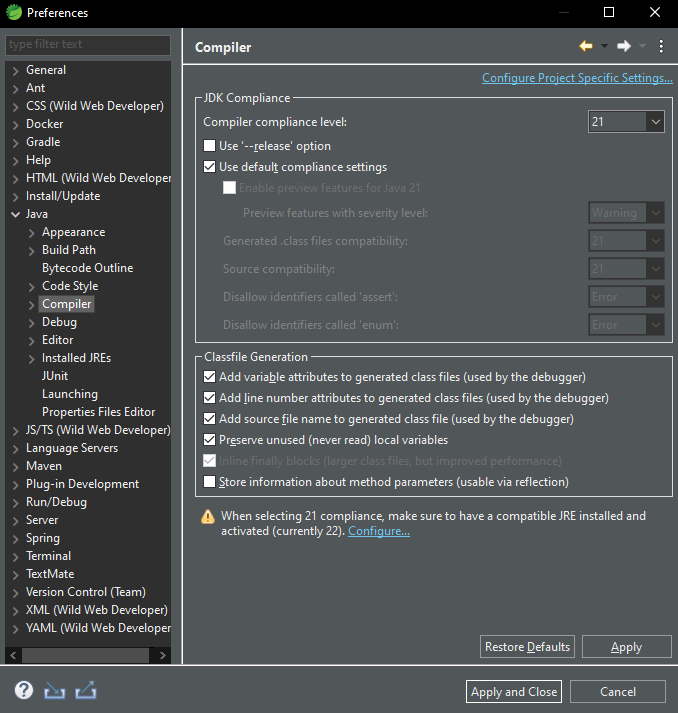 Preferences
type filter text
General
Ant
CSS (Wild Web Developer)
Docker
Gradle
Help
HTML (Wild Web Developer
Install/Update
Java
Appearance
Build Path
Bytecode Outline
Code Style
Compiler
Debug
Editor
Installed JREs
JUnit
Launching
Properties Files Editor
JS/TS (Wild Web Developer)
Language Servers
Maven
Plug-in Development
Run/Debug
Server
Spring
Terminal
TextMate
Version Control (Team)
XML (Wild Web Developer)
YAML (Wild Web Developer
Compiler
Configure Project Specific Settings...
JDK Compliance
Compiler compliance level: 21
Use '--release' option
Use default compliance settings
Enable preview features for Java 21
Preview features with severity level: Warning
Generated .class files compatibility: 21
Source compatibility: 21
Disallow identifiers called 'assert': Error
Disallow identifiers called 'enum': Error
Classfile Generation
Add variable attributes to generated class files (used by the debugger)
Add line number attributes to generated class files (used by the debugger)
Add source file name to generated class file (used by the debugger)
Preserve unused (never read) local variables
Inline finally blocks (larger class files, but improved performance)
Store information about method parameters (usable via reflection)
When selecting 21 compliance, make sure to have a compatible JRE installed and
activated (currently 22). Configure...
Restore Defaults Apply
Apply and Close Cancel